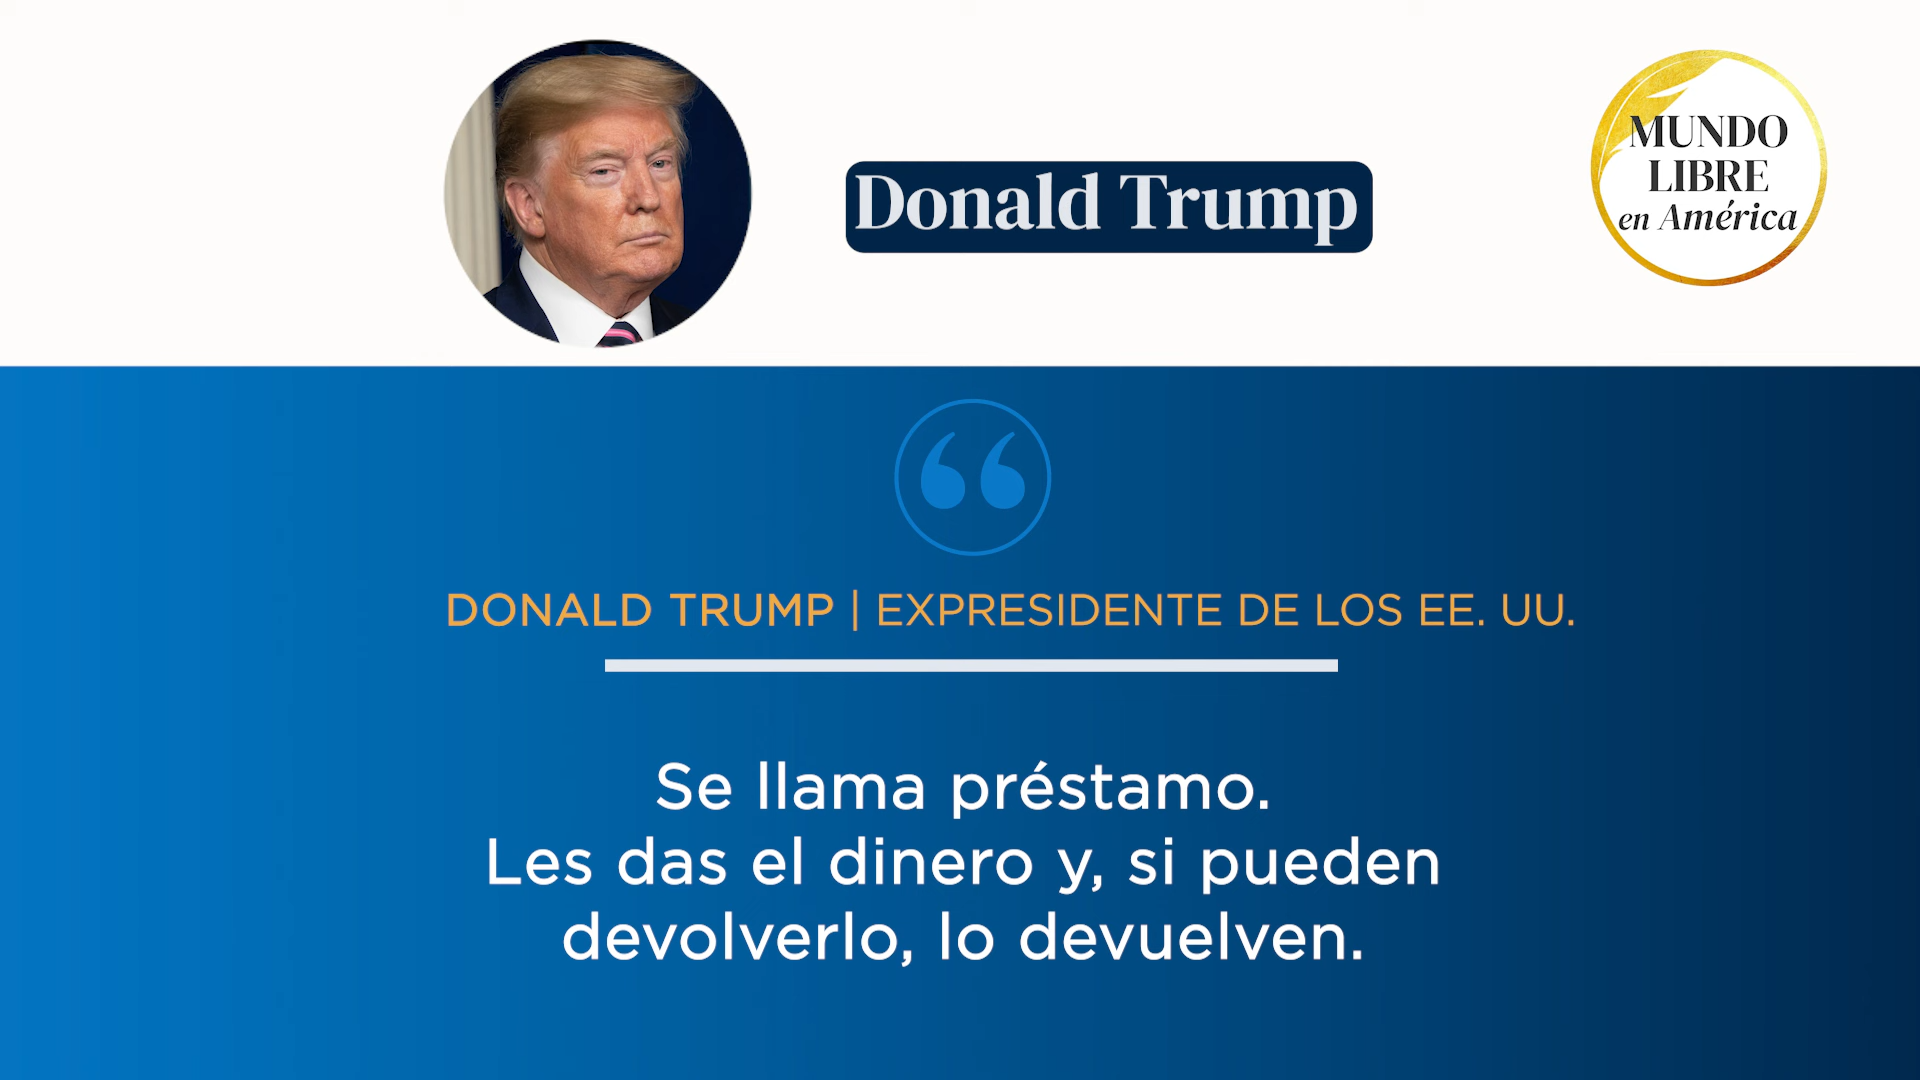 Donald Trump
MUNDO
LIBRE
en América
DONALD TRUMP | EXPRESIDENTE DE LOS EE. UU.
Se llama préstamo.
Les das el dinero y, si pueden
devolverlo, lo devuelven.